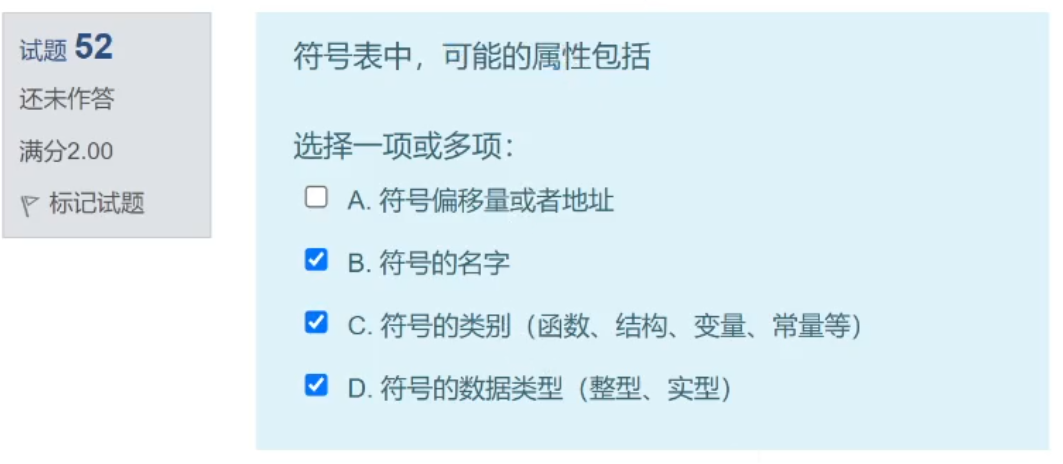 试题 52
还未作答
满分2.00
标记试题
符号表中，可能的属性包括
选择一项或多项：
A. 符号偏移量或者地址
B. 符号的名字
C. 符号的类别（函数、结构、变量、常量等）
D. 符号的数据类型（整型、实型）